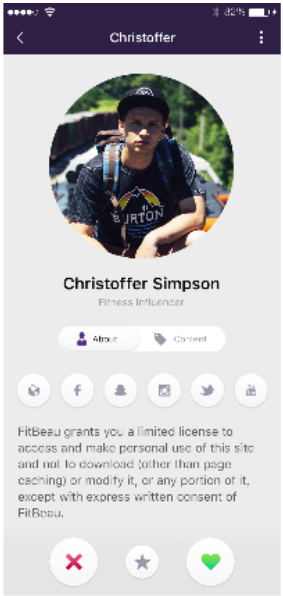 82%
Christoffer
BURTON
Christoffer Simpson
Fitness Influencer
About
Content
FitBeau grants you a limited license to
access and make personal use of this site
and not to download (other than page
caching) or modify it, or any portion of it,
except with express written consent of
FitBeau.